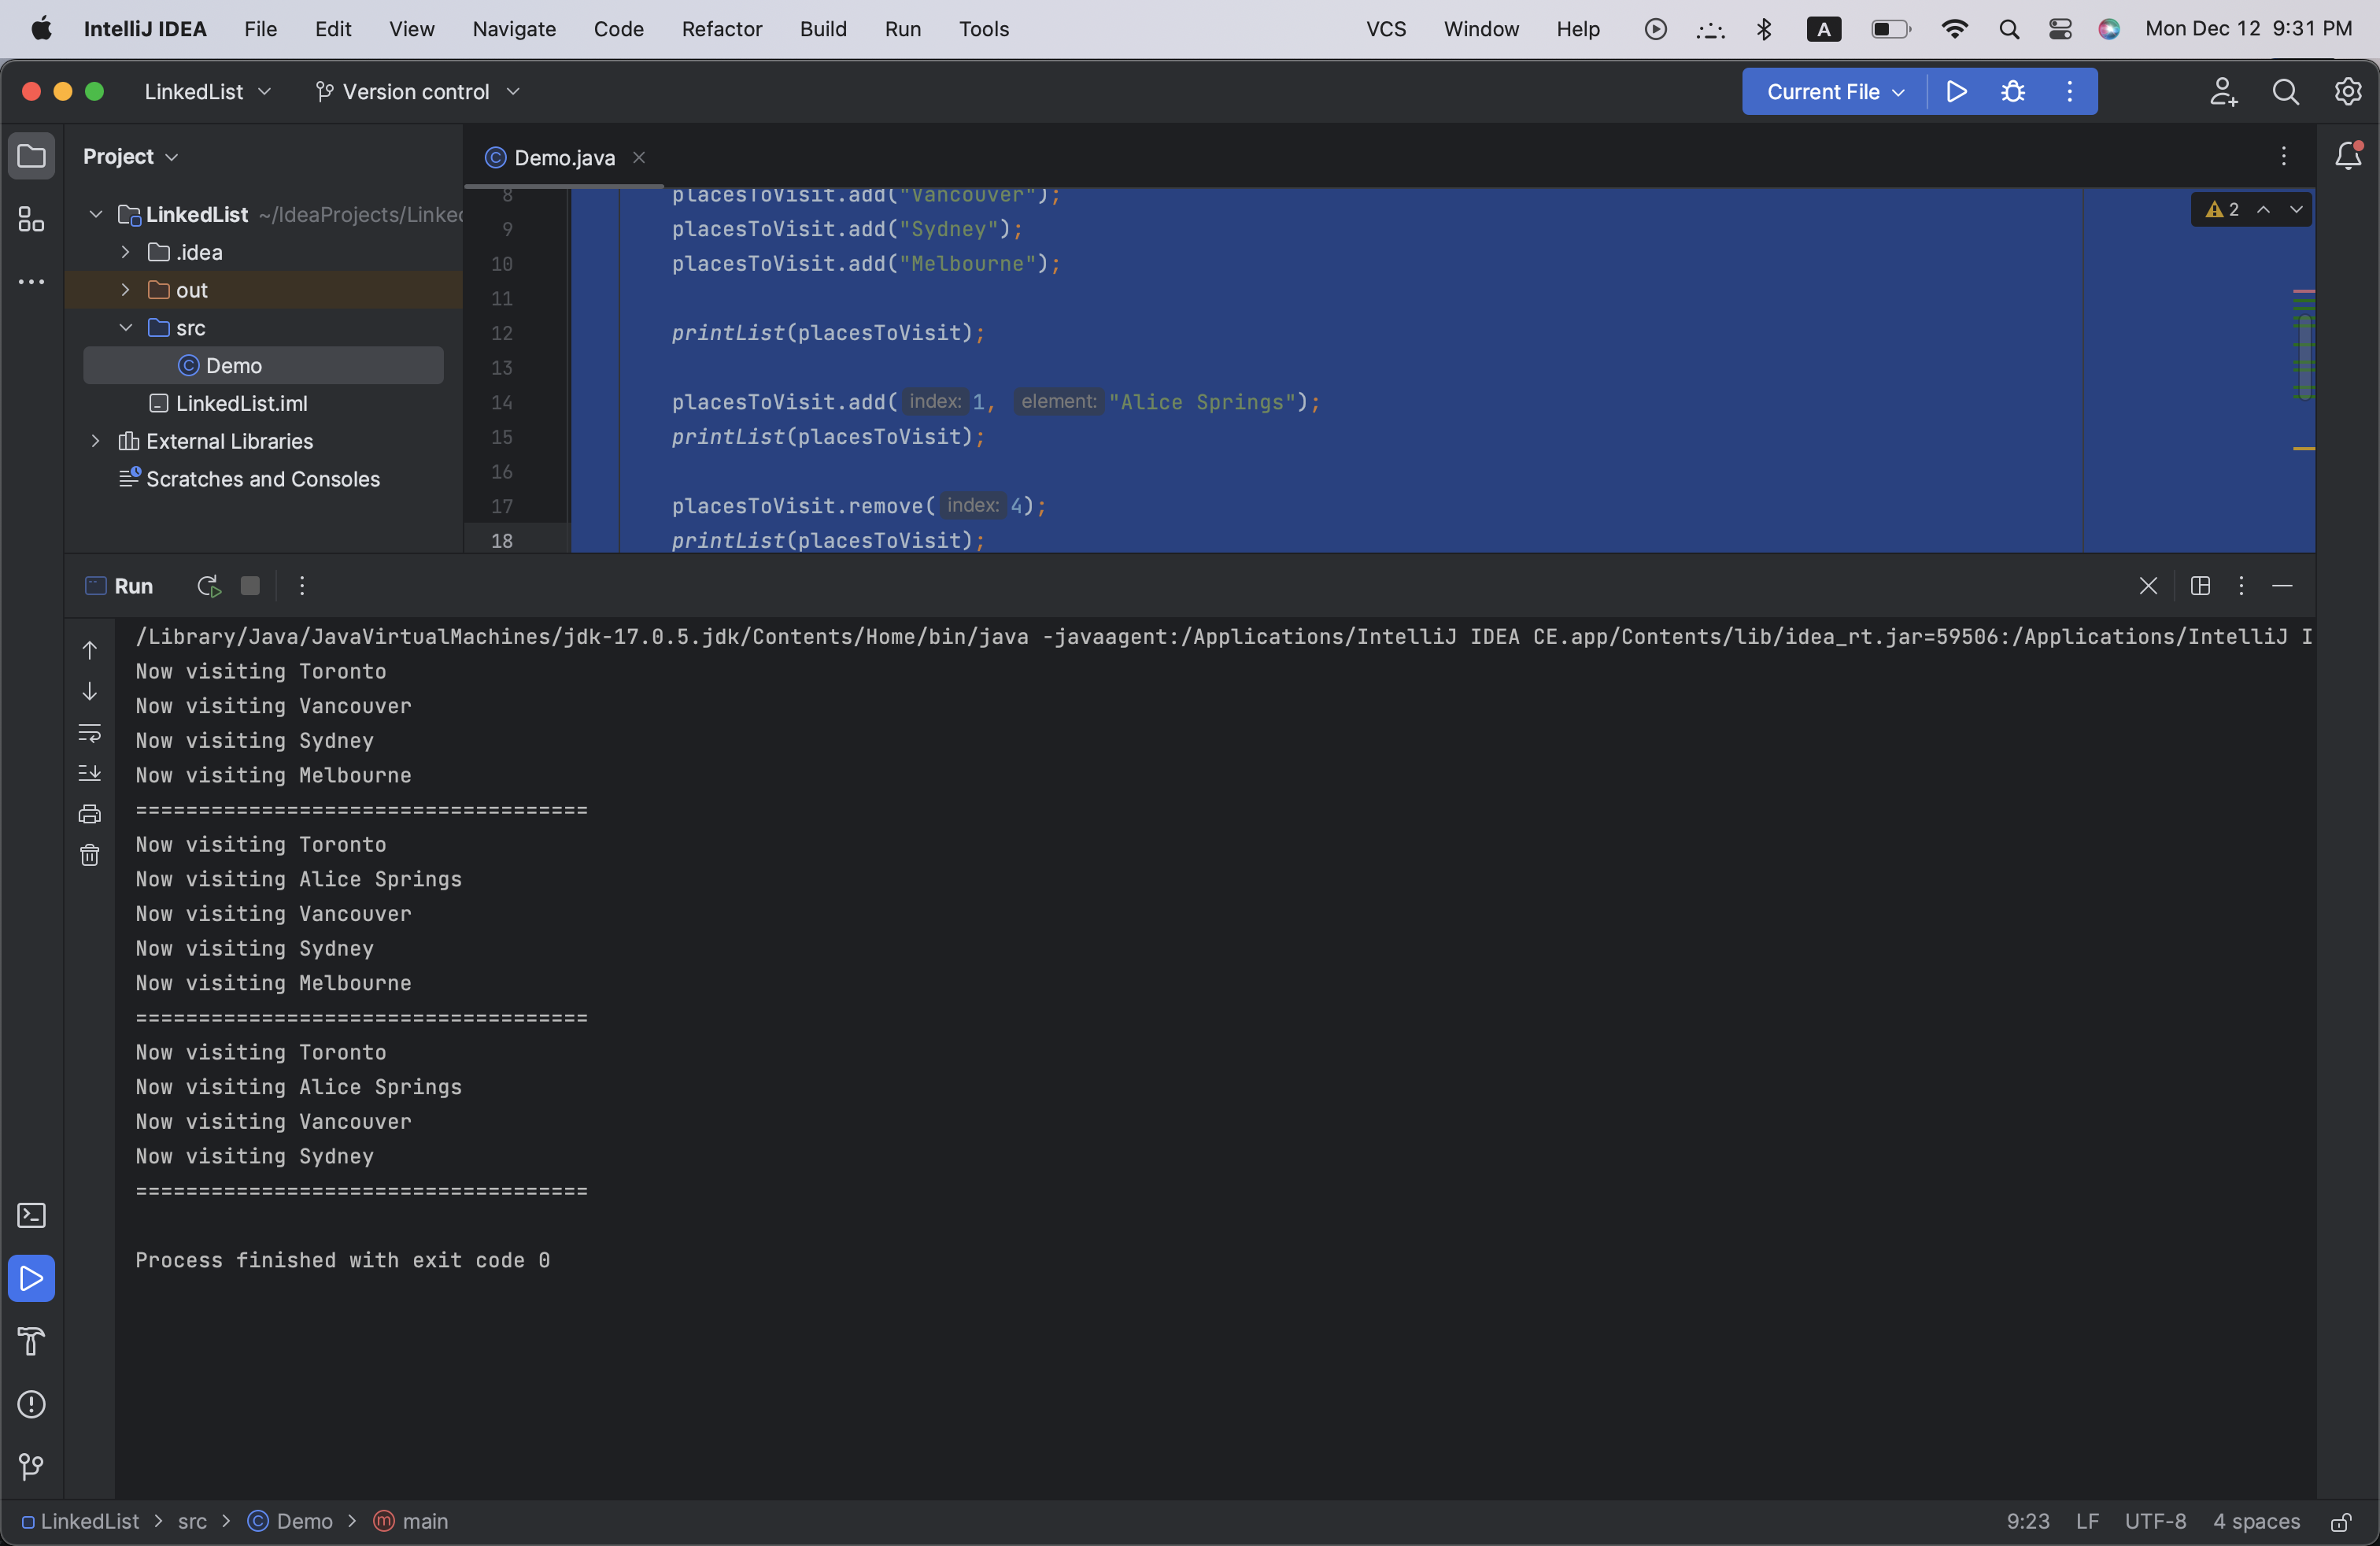 IntelliJ IDEA File Edit View Navigate Code Refactor Build Run Tools VCS Window Help A Mon Dec 12 9:31 PM
LinkedList Version control Current File
Project
Demo.java
LinkedList ~/IdeaProjects/Linked
.idea
out
src
Demo
LinkedList.iml
External Libraries
Scratches and Consoles
2
8 placesToVisit.add("Vancouver");
9 placesToVisit.add("Sydney");
10 placesToVisit.add("Melbourne");
11
12 printList(placesToVisit);
13
14 placesToVisit.add( index: 1, element: "Alice Springs");
15 printList(placesToVisit);
16
17 placesToVisit.remove( index: 4);
18 printList(placesToVisit);
Run
/Library/Java/JavaVirtualMachines/jdk-17.0.5.jdk/Contents/Home/bin/java -javaagent:/Applications/IntelliJ IDEA CE.app/Contents/lib/idea_rt.jar=59506:/Applications/IntelliJ I
Now visiting Toronto
Now visiting Vancouver
Now visiting Sydney
Now visiting Melbourne
====================================
Now visiting Toronto
Now visiting Alice Springs
Now visiting Vancouver
Now visiting Sydney
Now visiting Melbourne
====================================
Now visiting Toronto
Now visiting Alice Springs
Now visiting Vancouver
Now visiting Sydney
====================================
Process finished with exit code 0
LinkedList > src > Demo > main 9:23 LF UTF-8 4 spaces